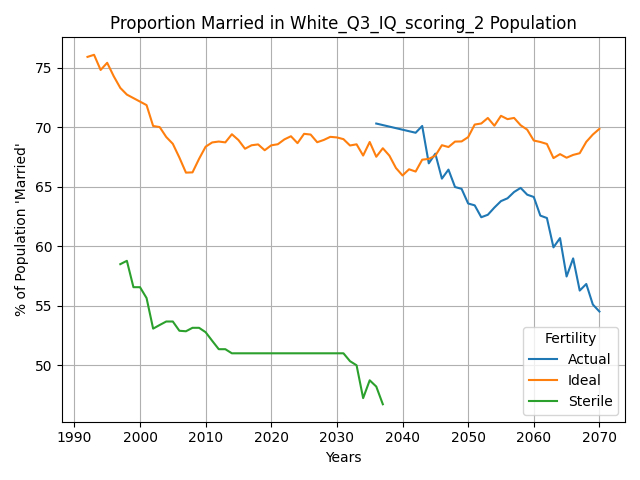 Proportion Married in White_Q3_IQ_scoring_2 Population
% of Population 'Married'
75
70
65
60
55
50
1990
2000
2010
2020
2030
2040
2050
2060
2070
Years
Fertility
Actual
Ideal
Sterile